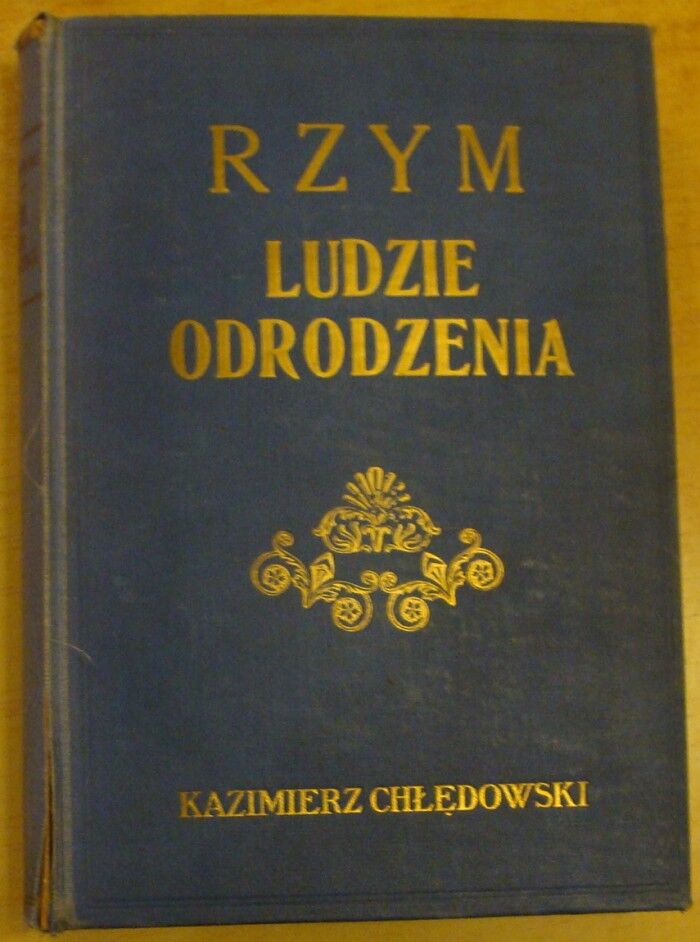 RZYM
LUDZIE
ODRODZENIA
KAZIMIERZ CHŁĘDOWSKI